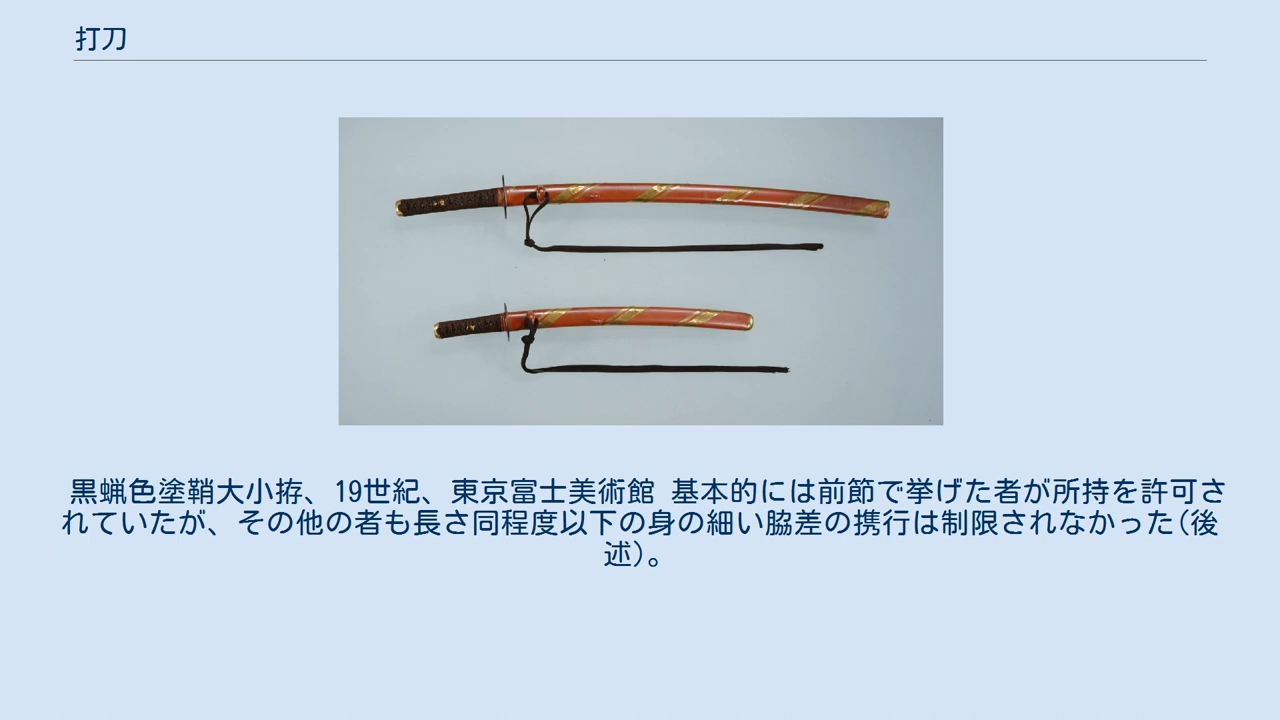 打刀
黒蝋色塗鞘大小拵、19世紀、東京富士美術館 基本的には前節で挙げた者が所持を許可さ
れていたが、その他の者も長さ同程度以下の身の細い脇差の携行は制限されなかった(後
述)。